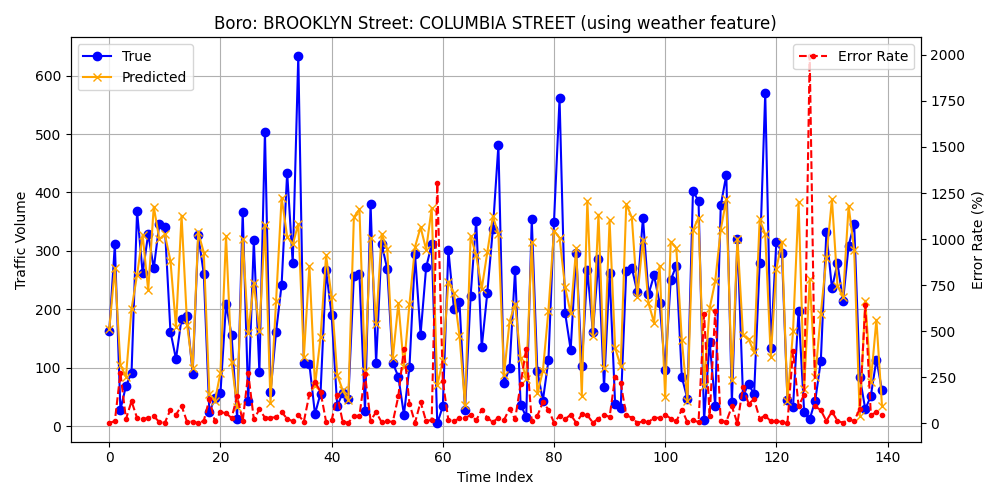 Boro: BROOKLYN Street: COLUMBIA STREET (using weather feature)
True
Predicted
Error Rate
Traffic Volume
600
500
400
300
200
100
0
2000
1750
1500
1250
1000
750
500
250
0
Error Rate (%)
0 20 40 60 80 100 120 140
Time Index